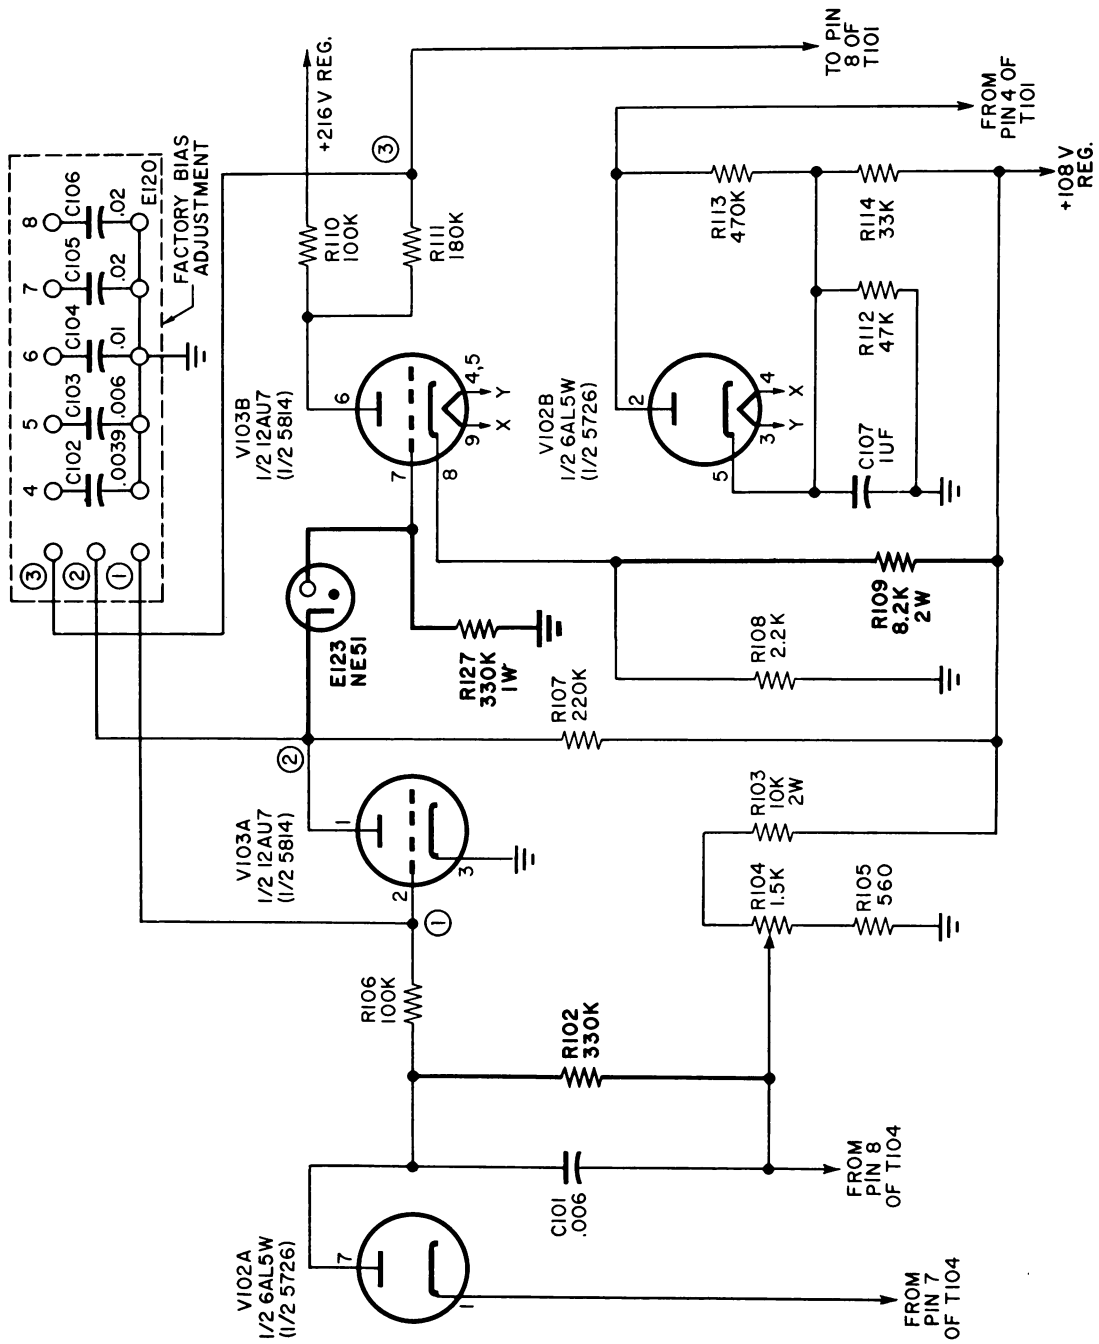 V102A
1/2 6AL5W
(1/2 5726)
7
1
FROM
PIN 7
OF T104
C101
.006
FROM
PIN 8
OF T104
R102
330K
R106
100K
①
2
V103A
1/2 12AU7
(1/2 5814)
1
3
R104
1.5K
R105
560
R103
10K
2W
②
R107
220K
E123
NE51
R127
330K
1W
R108
2.2K
R109
8.2K
2W
V103B
1/2 12AU7
(1/2 5814)
6
7
8
9
4,5
X
Y
V102B
1/2 6AL5W
(1/2 5726)
2
5
3
4
Y
X
C107
1UF
R112
47K
R114
33K
R113
470K
R110
100K
R111
180K
+216V REG.
③
TO PIN
8 OF
T101
FROM
PIN 4 OF
T101
+108V
REG.
③
②
①
4
5
6
7
8
C102
.0039
C103
.006
C104
.01
C105
.02
C106
.02
E120
FACTORY BIAS
ADJUSTMENT